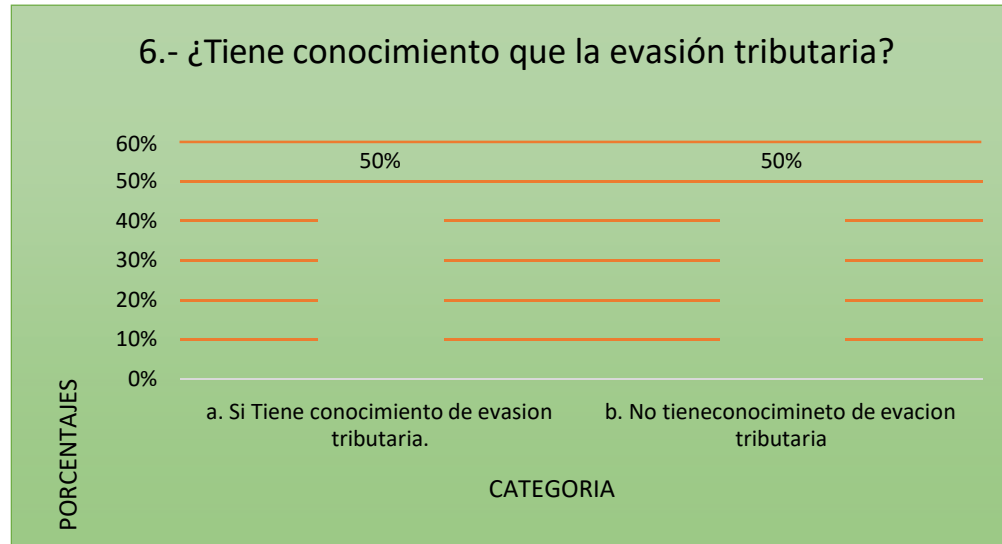 6.- ¿Tiene conocimiento que la evasión tributaria?
60%
50%
40%
30%
20%
10%
0%
50%
50%
a. Si Tiene conocimiento de evasion
tributaria.
b. No tieneconocimineto de evacion
tributaria
PORCENTAJES
CATEGORIA